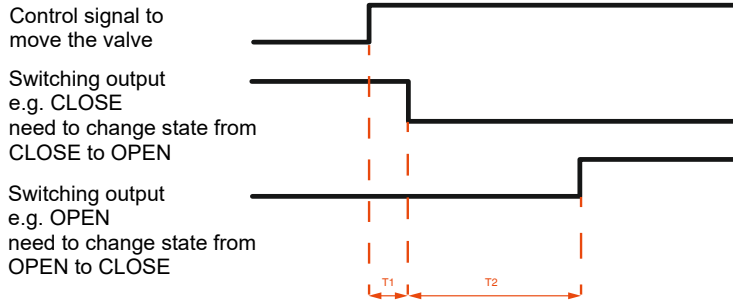 Control signal to
move the valve
Switching output
e.g. CLOSE
need to change state from
CLOSE to OPEN
Switching output
e.g. OPEN
need to change state from
OPEN to CLOSE
T1
T2